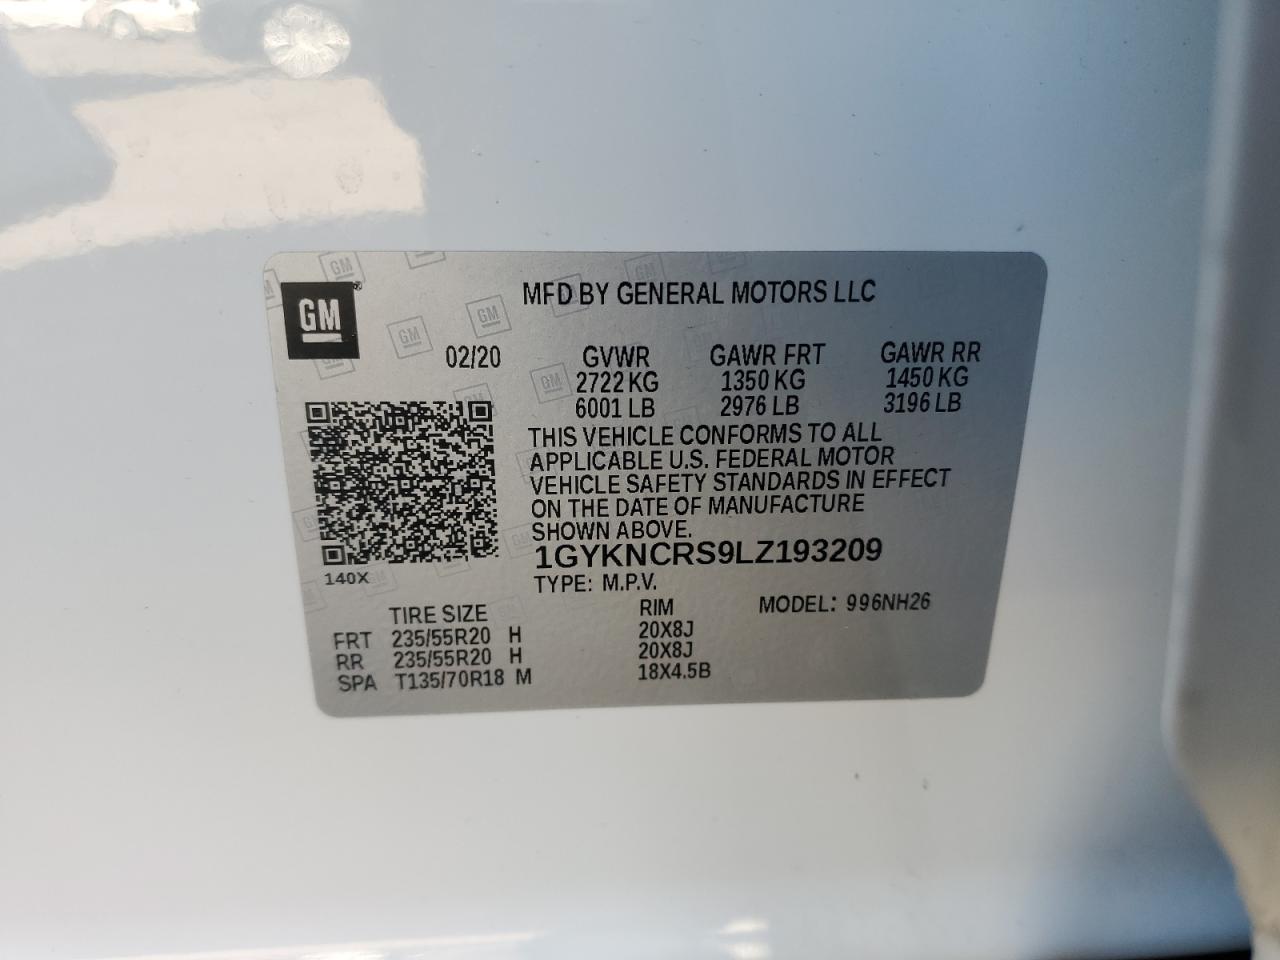 GM
MFD BY GENERAL MOTORS LLC
02/20 GVWR GAWR FRT GAWR RR
2722 KG 1350 KG 1450 KG
6001 LB 2976 LB 3196 LB
THIS VEHICLE CONFORMS TO ALL
APPLICABLE U.S. FEDERAL MOTOR
VEHICLE SAFETY STANDARDS IN EFFECT
ON THE DATE OF MANUFACTURE
SHOWN ABOVE.
1GYKNCRS9LZ193209
140X
TYPE: M.P.V.
TIRE SIZE RIM MODEL: 996NH26
FRT 235/55R20 H 20X8J
RR 235/55R20 H 20X8J
SPA T135/70R18 M 18X4.5B